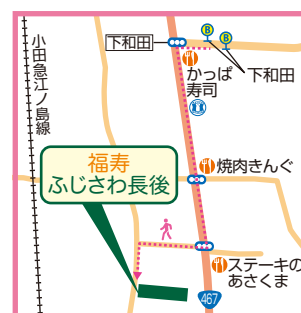 小田急江ノ島線
下和田
B
B
下和田
かっぱ
寿司
福寿
ふじさわ長後
焼肉きんぐ
ステーキの
あさくま
467